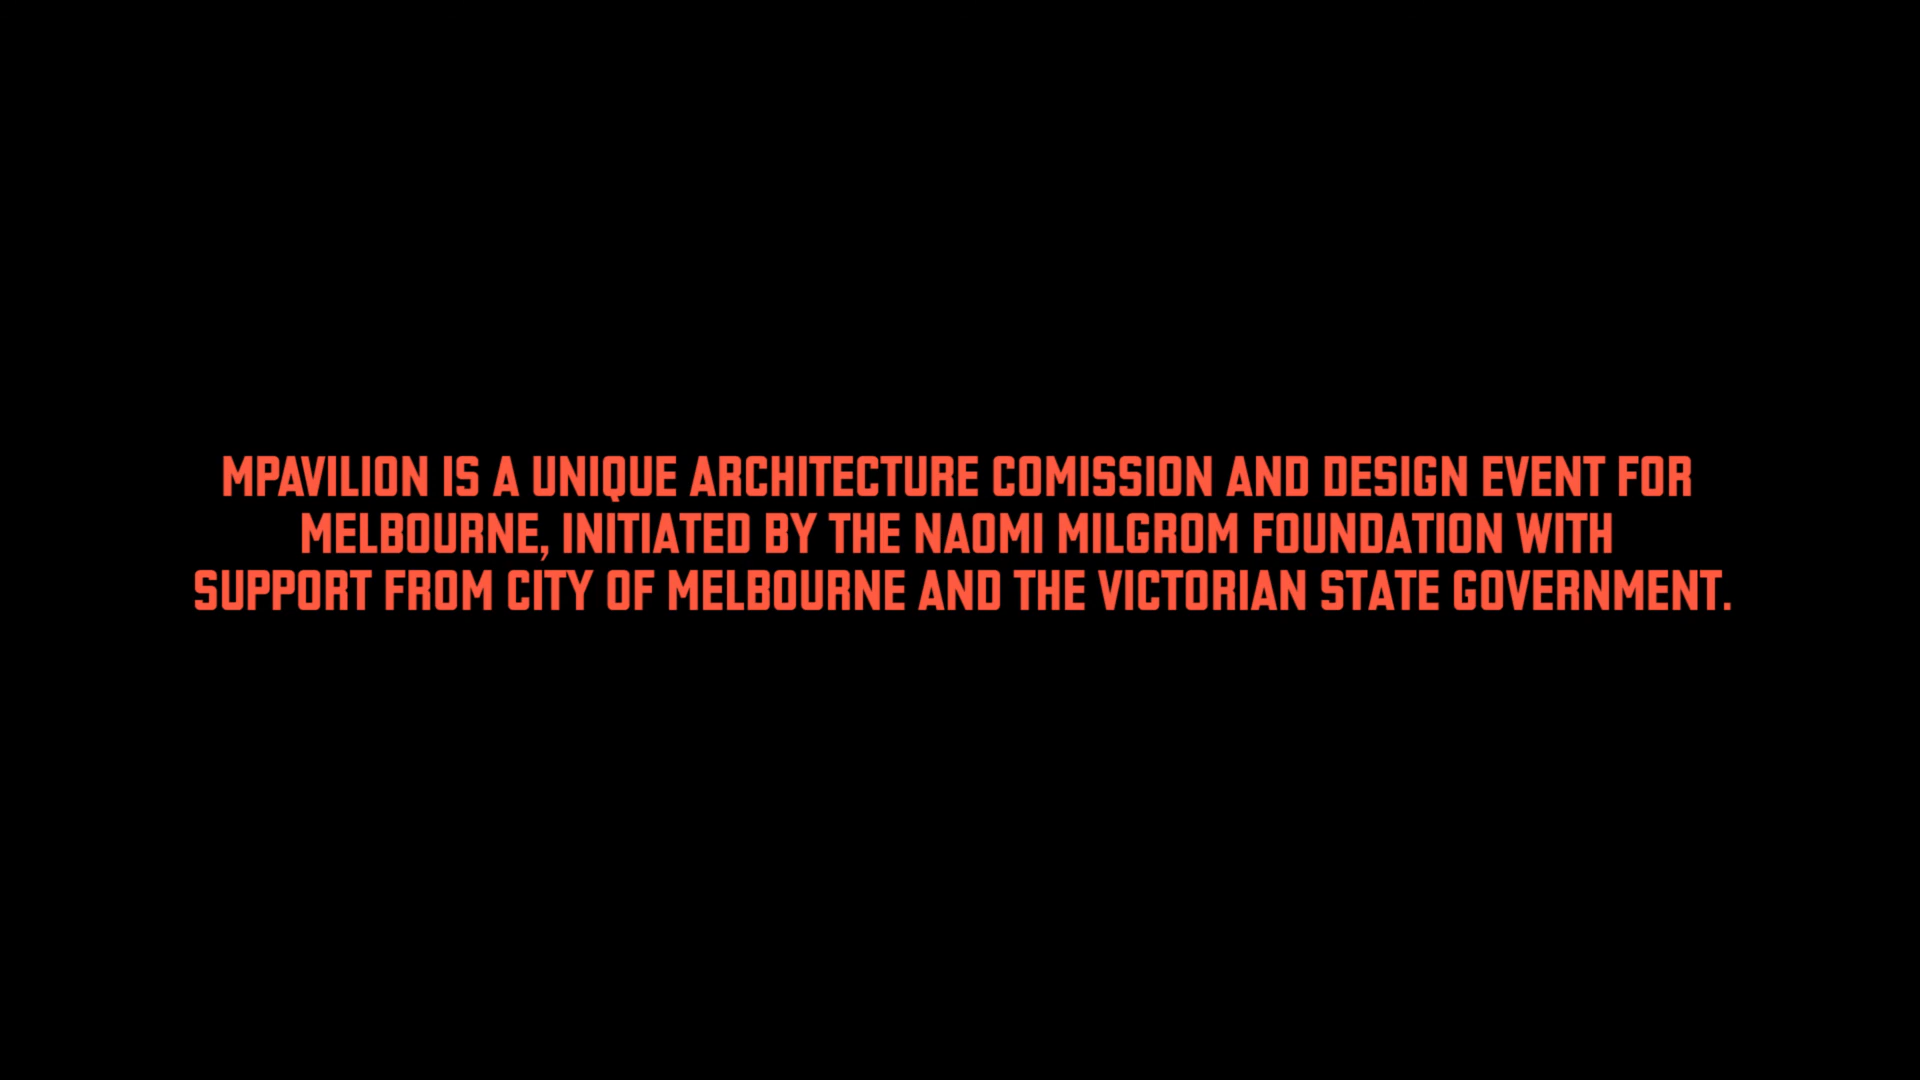 MPAVILION IS A UNIQUE ARCHITECTURE COMISSION AND DESIGN EVENT FOR
MELBOURNE, INITIATED BY THE NAOMI MILGROM FOUNDATION WITH
SUPPORT FROM CITY OF MELBOURNE AND THE VICTORIAN STATE GOVERNMENT.